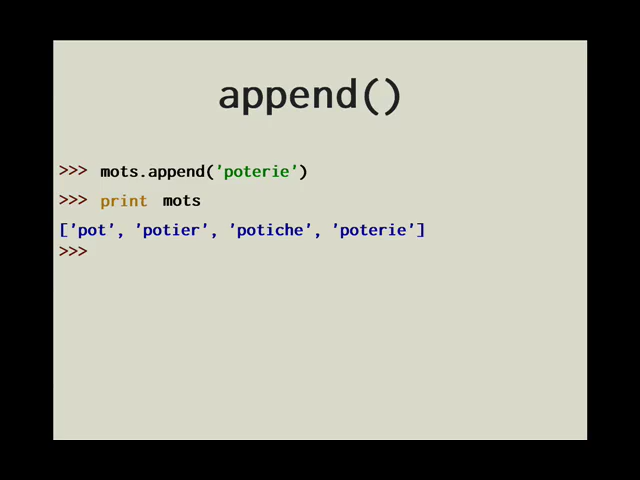 append()
>>> mots.append('poterie')
>>> print mots
['pot', 'potier', 'potiche', 'poterie']
>>>